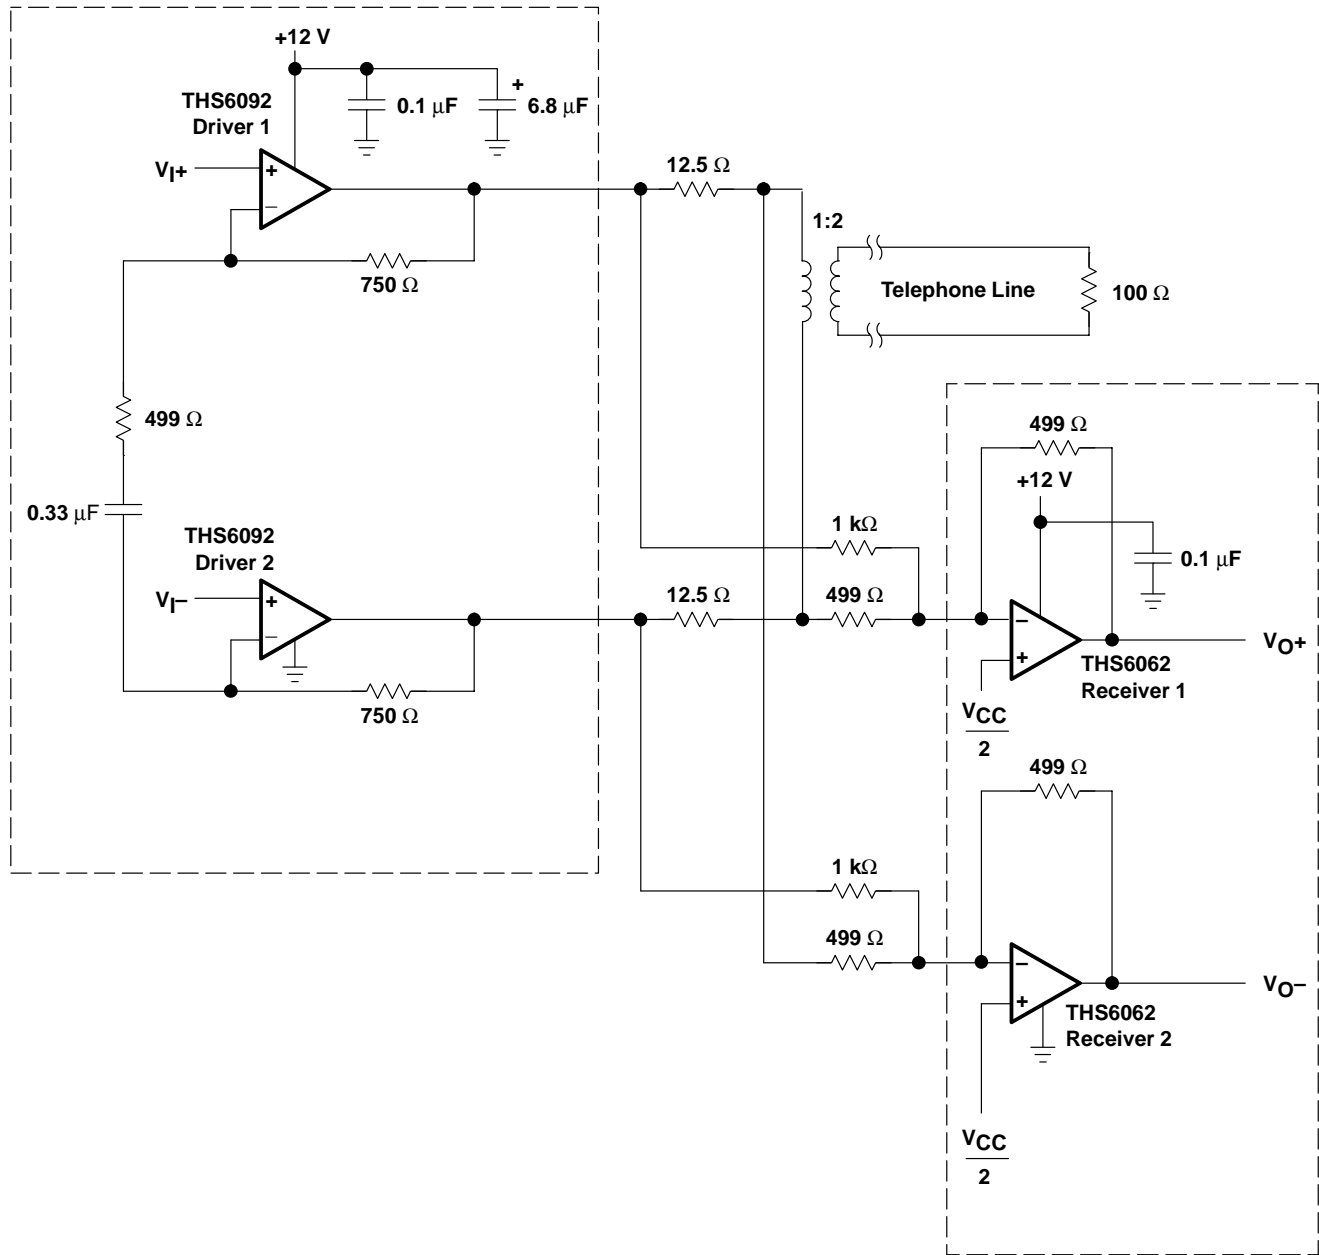 +12 V
THS6092
Driver 1
0.1 μF
+
6.8 μF
VI+
+
−
12.5 Ω
1:2
750 Ω
Telephone Line
100 Ω
499 Ω
499 Ω
+12 V
0.33 μF
THS6092
Driver 2
1 kΩ
0.1 μF
VI−
+
−
12.5 Ω
499 Ω
−
+
VO+
THS6062
Receiver 1
750 Ω
VCC
2
499 Ω
1 kΩ
499 Ω
−
+
VO−
THS6062
Receiver 2
VCC
2